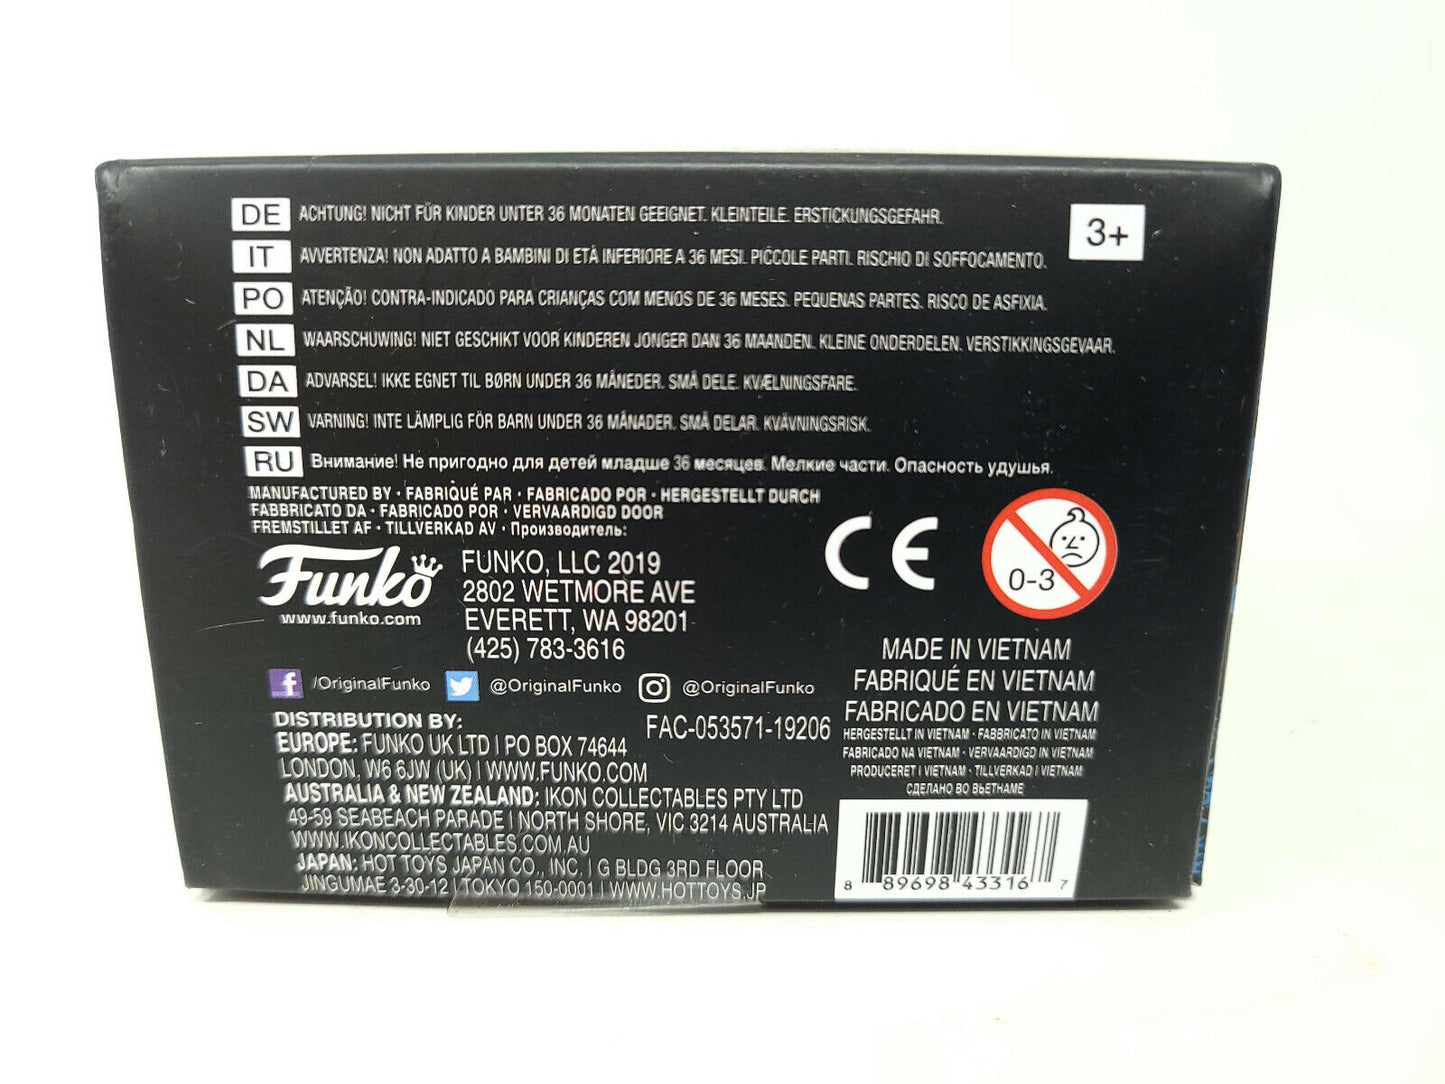 DE ACHTUNG! NICHT FÜR KINDER UNTER 36 MONATEN GEEIGNET. KLEINTEILE. ERSTICKUNGSGEFAHR.
3+
IT AVVERTENZA! NON ADATTO A BAMBINI DI ETÀ INFERIORE A 36 MESI. PICCOLE PARTI. RISCHIO DI SOFFOCAMENTO.
PO ATENÇÃO! CONTRA-INDICADO PARA CRIANÇAS COM MENOS DE 36 MESES. PEQUENAS PARTES. RISCO DE ASFIXIA.
NL WAARSCHUWING! NIET GESCHIKT VOOR KINDEREN JONGER DAN 36 MAANDEN. KLEINE ONDERDELEN. VERSTIKKINGSGEVAAR.
DA ADVARSEL! IKKE EGNET TIL BØRN UNDER 36 MÅNEDER. SMÅ DELE. KVÆLNINGSFARE.
SW VARNING! INTE LÄMPLIG FÖR BARN UNDER 36 MÅNADER. SMÅ DELAR. KVÄVNINGSRISK.
RU Внимание! Не пригодно для детей младше 36 месяцев. Мелкие части. Опасность удушья.
MANUFACTURED BY · FABRIQUÉ PAR · FABRICADO POR · HERGESTELLT DURCH
FABBRICATO DA · FABRICADO POR · VERVAARDIGD DOOR
FREMSTILLET AF · TILLVERKAD AV · Производитель:
Funko
www.funko.com
FUNKO, LLC 2019
2802 WETMORE AVE
EVERETT, WA 98201
(425) 783-3616
CE
0-3
/OriginalFunko @OriginalFunko @OriginalFunko
FAC-053571-19206
DISTRIBUTION BY:
EUROPE: FUNKO UK LTD | PO BOX 74644
LONDON, W6 6JW (UK) | WWW.FUNKO.COM
AUSTRALIA & NEW ZEALAND: IKON COLLECTABLES PTY LTD
49-59 SEABEACH PARADE | NORTH SHORE, VIC 3214 AUSTRALIA
WWW.IKONCOLLECTABLES.COM.AU
JAPAN: HOT TOYS JAPAN CO., INC. | G BLDG 3RD FLOOR
JINGUMAE 3-30-12 | TOKYO 150-0001 | WWW.HOTTOYS.JP
MADE IN VIETNAM
FABRIQUÉ EN VIETNAM
FABRICADO EN VIETNAM
HERGESTELLT IN VIETNAM · FABBRICATO IN VIETNAM
FABRICADO NA VIETNAM · VERVAARDIGD IN VIETNAM
PRODUCERET I VIETNAM · TILLVERKAD I VIETNAM
СДЕЛАНО ВО ВЬЕТНАМЕ
8 89698 43316 7